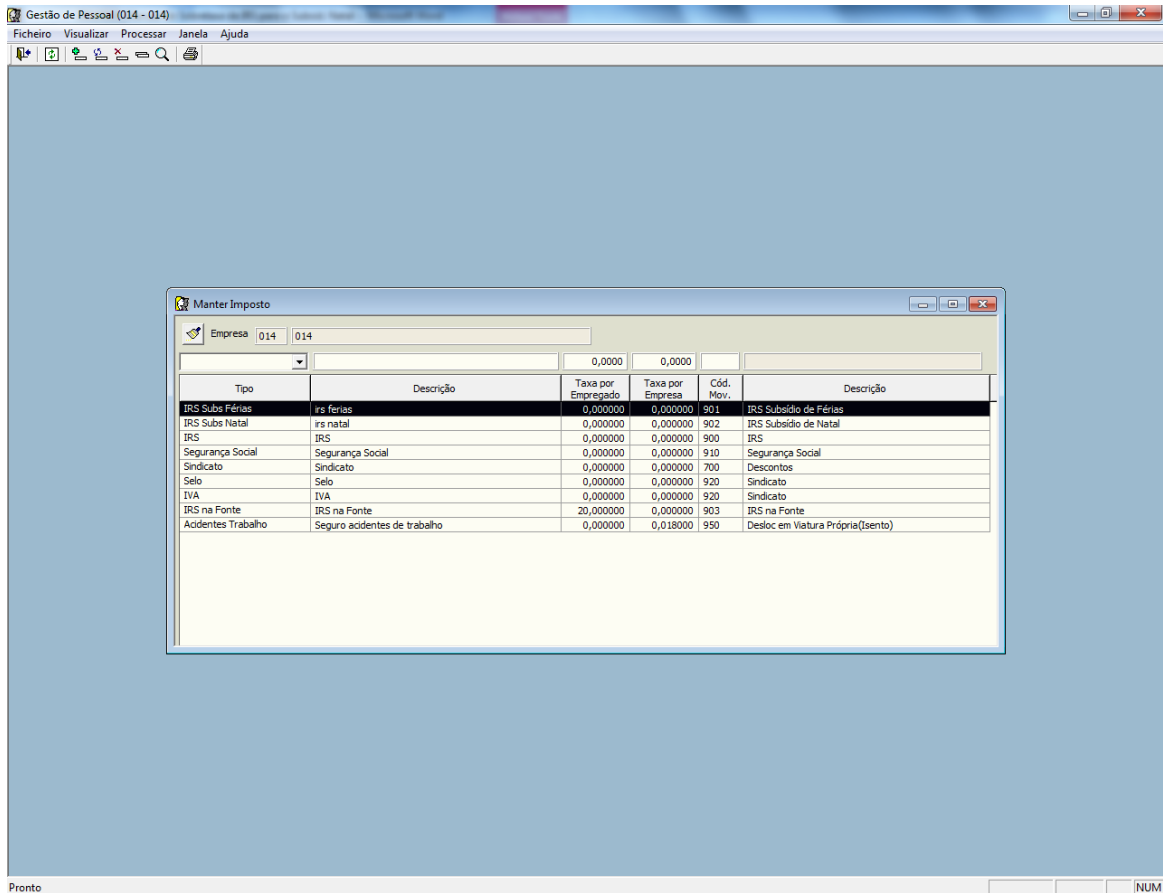 Gestão de Pessoal (014 - 014)
Ficheiro Visualizar Processar Janela Ajuda
Manter Imposto
Empresa 014 014
0,0000 0,0000
Tipo Descrição Taxa por Empregado Taxa por Empresa Cód. Mov. Descrição
IRS Subs Férias irs ferias 0,000000 0,000000 901 IRS Subsídio de Férias
IRS Subs Natal irs natal 0,000000 0,000000 902 IRS Subsídio de Natal
IRS IRS 0,000000 0,000000 900 IRS
Segurança Social Segurança Social 0,000000 0,000000 910 Segurança Social
Sindicato Sindicato 0,000000 0,000000 700 Descontos
Selo Selo 0,000000 0,000000 920 Sindicato
IVA IVA 0,000000 0,000000 920 Sindicato
IRS na Fonte IRS na Fonte 20,000000 0,000000 903 IRS na Fonte
Acidentes Trabalho Seguro acidentes de trabalho 0,000000 0,018000 950 Desloc em Viatura Própria(Isento)
Pronto NUM